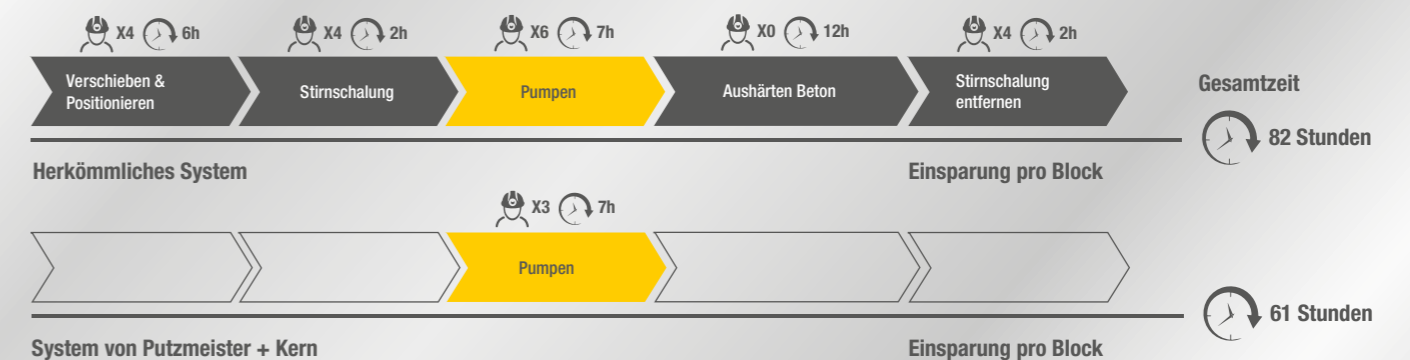 X4 6h
X4 2h
X6 7h
X0 12h
X4 2h
Verschieben &
Positionieren
Stirnschalung
Pumpen
Aushärten Beton
Stirnschalung
entfernen
Gesamtzeit
82 Stunden
Herkömmliches System
Einsparung pro Block
X3 7h
Pumpen
61 Stunden
System von Putzmeister + Kern
Einsparung pro Block